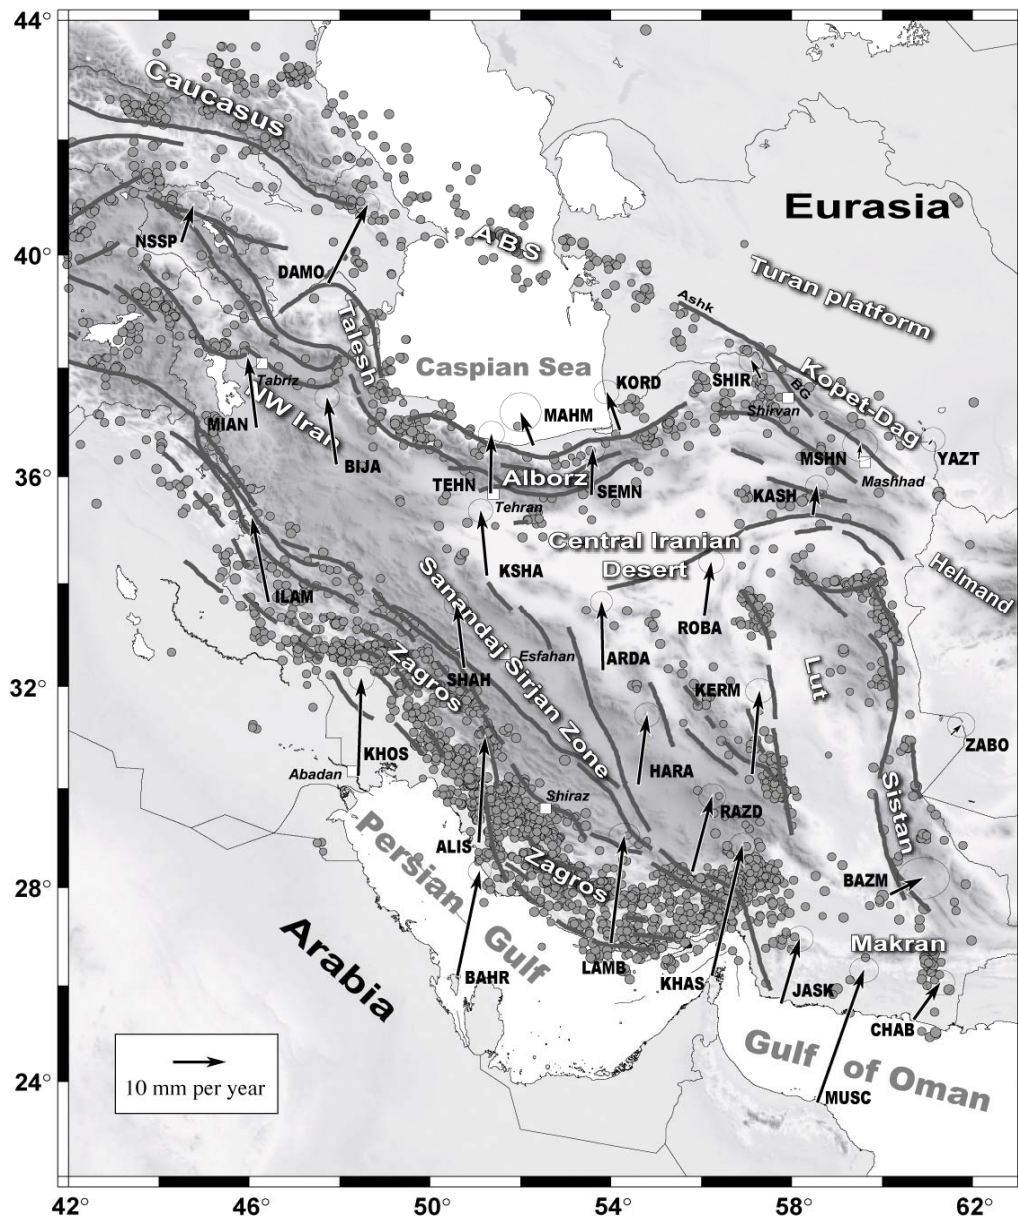 44°
40°
36°
32°
28°
24°
42°
46°
50°
54°
58°
62°
Caucasus
Eurasia
NSSP
DAMO
ABS
Turan platform
Ashk
Talesh
Caspian Sea
KORD
SHIR
BG
Kopet-Dag
Shirvan
Tabriz
NW Iran
MIAN
BIJA
MAHM
MSHN
YAZT
Mashhad
TEHN
Alborz
SEMN
Tehran
KASH
Central Iranian
Desert
Helmand
KSHA
ILAM
Sanandaj Sirjan Zone
ROBA
Esfahan
ARDA
Zagros
SHAH
KERM
Lut
ZABO
KHOS
Abadan
HARA
Shiraz
RAZD
Sistan
ALIS
Persian Gulf
Zagros
BAZM
Arabia
BAHR
LAMB
KHAS
JASK
Makran
CHAB
Gulf of Oman
MUSC
10 mm per year